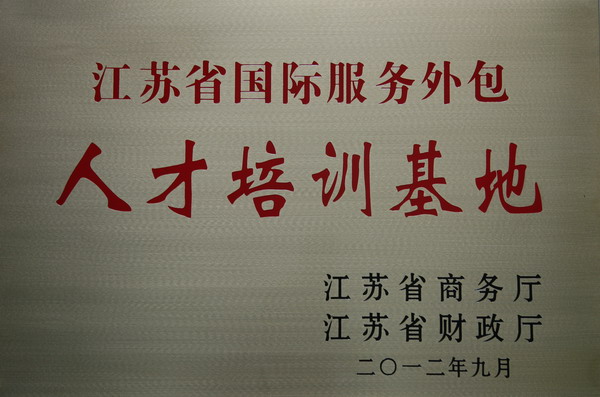 江苏省国际服务外包
人才培训基地
江苏省商务厅
江苏省财政厅
二〇一二年九月